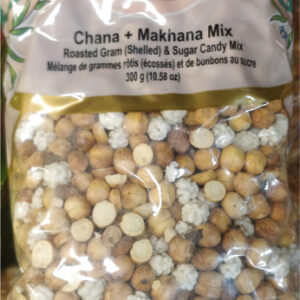 Chana + Makhana Mix
Roasted Gram (Shelled) & Sugar Candy Mix
Mélange de grammes rôtis (écossés) et de bonbons au sucre
300 g (10.58 oz)